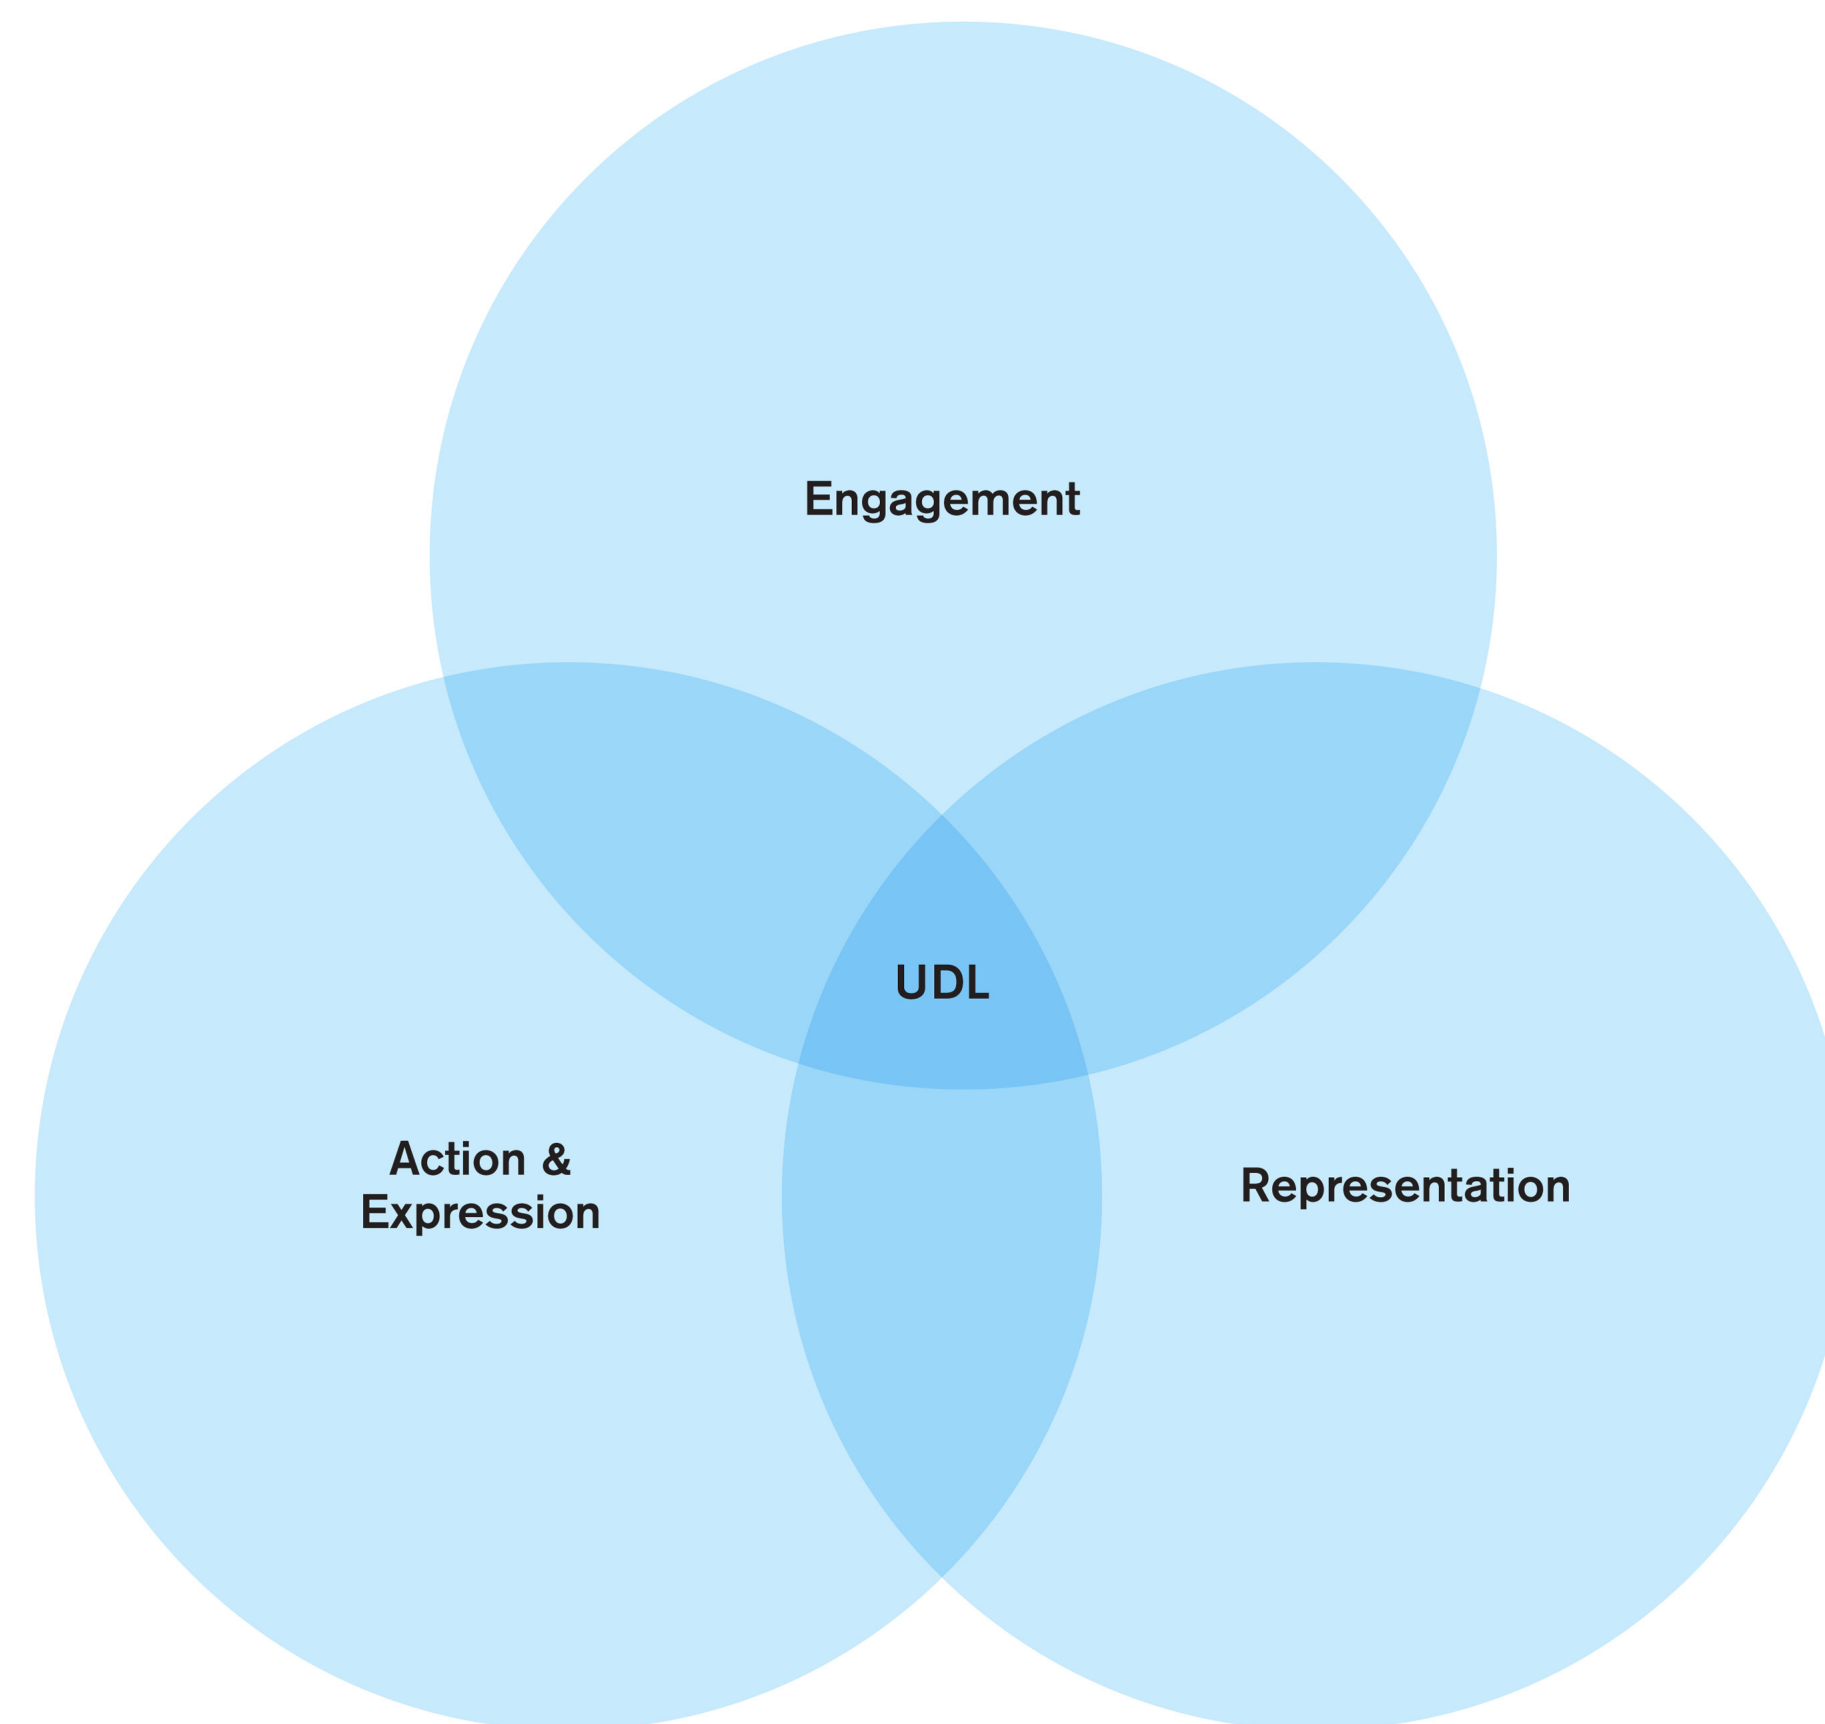 Engagement
UDL
Action &
Expression
Representation